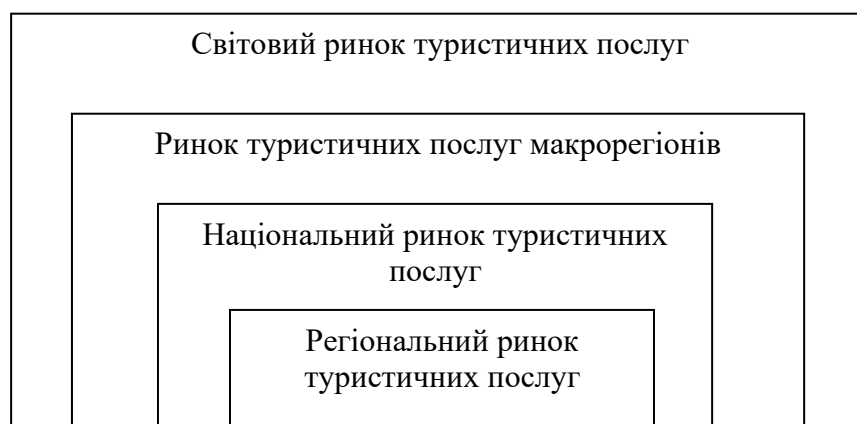 Світовий ринок туристичних послуг
Ринок туристичних послуг макрорегіонів
Національний ринок туристичних
послуг
Регіональний ринок
туристичних послуг